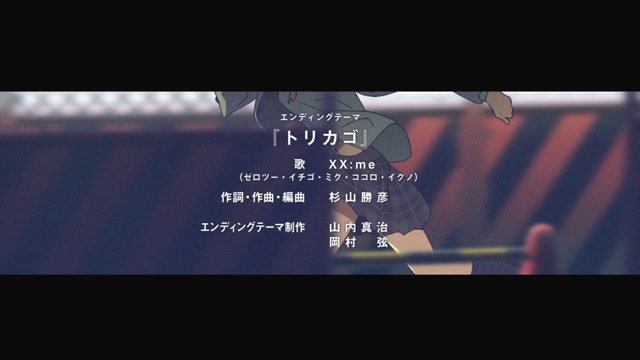 エンディングテーマ
『トリカゴ』
歌 XX:me
（ゼロツー・イチゴ・ミク・ココロ・イクノ）
作詞・作曲・編曲 杉山勝彦
エンディングテーマ制作 山内真治
岡村 弦